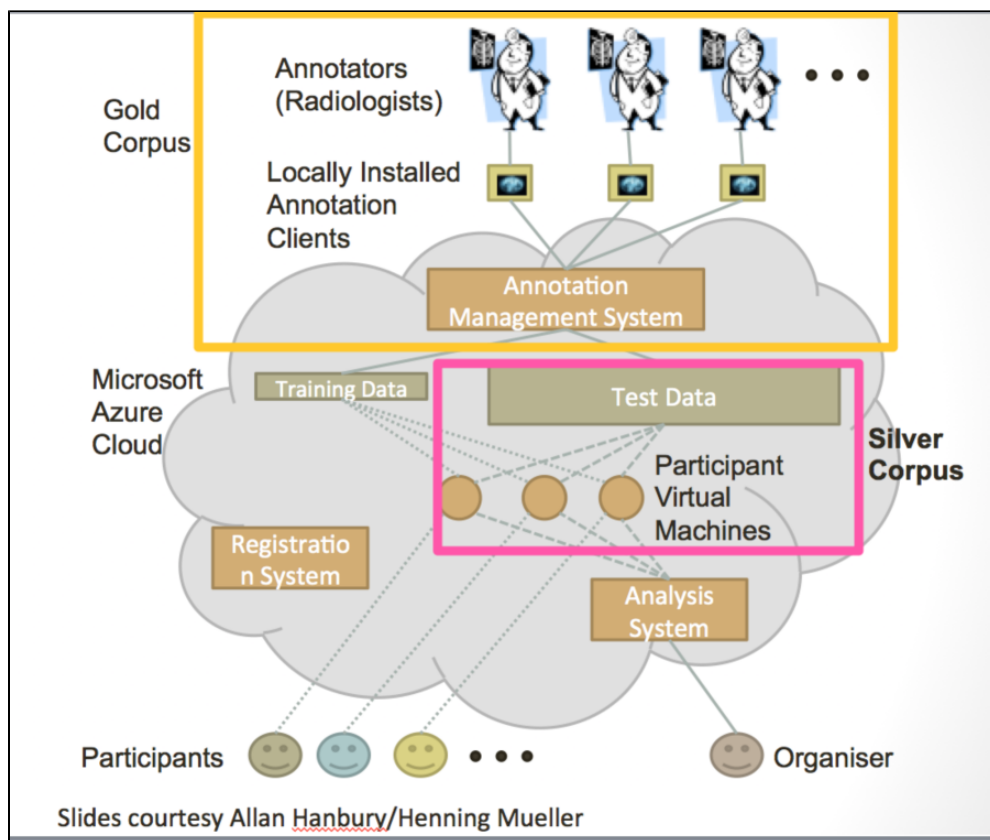 Annotators
(Radiologists)
Gold
Corpus
Locally Installed
Annotation
Clients
Annotation
Management System
Microsoft
Azure
Cloud
Training Data
Test Data
Silver
Corpus
Participant
Virtual
Machines
Registratio
n System
Analysis
System
Participants
Organiser
Slides courtesy Allan Hanbury/Henning Mueller